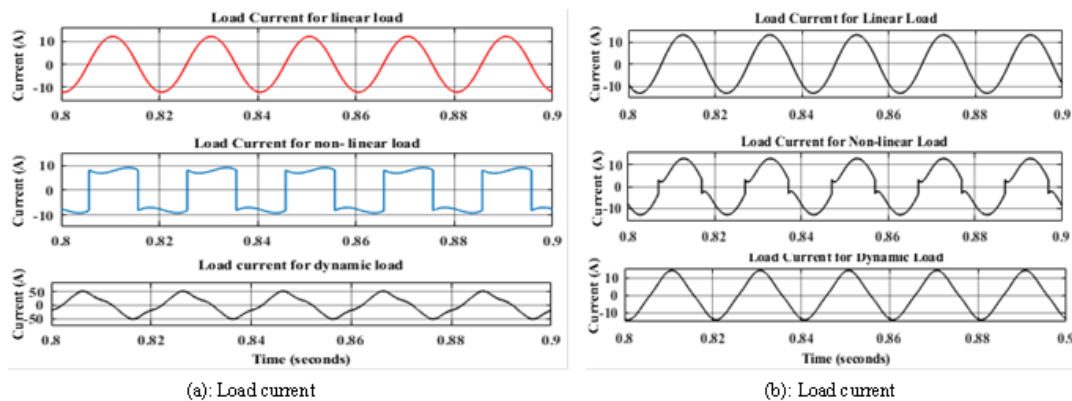 Load Current for linear load
Current (A)
10
0
-10
0.8 0.82 0.84 0.86 0.88 0.9
Load Current for non- linear load
Current (A)
10
0
-10
0.8 0.82 0.84 0.86 0.88 0.9
Load current for dynamic load
Current (A)
50
0
-50
0.8 0.82 0.84 0.86 0.88 0.9
Time (seconds)
(a): Load current
Load Current for Linear Load
Current (A)
10
0
-10
0.8 0.82 0.84 0.86 0.88 0.9
Load Current for Non-linear Load
Current (A)
10
0
-10
0.8 0.82 0.84 0.86 0.88 0.9
Load Current for Dynamic Load
Current (A)
10
0
-10
0.8 0.82 0.84 0.86 0.88 0.9
Time (seconds)
(b): Load current